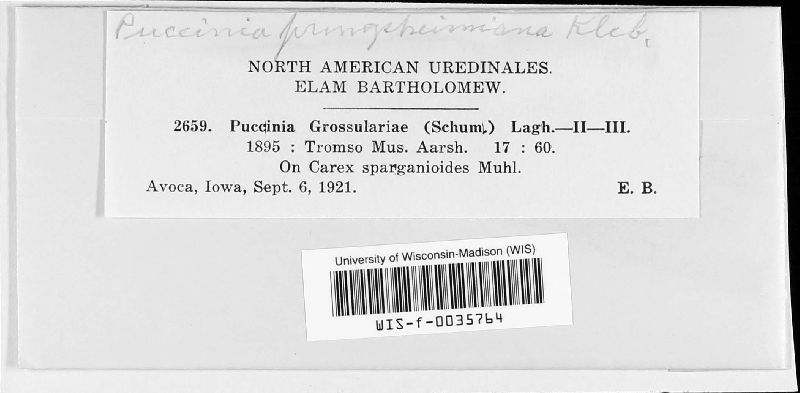 Puccinia pringsheimiana Kleb.
NORTH AMERICAN UREDINALES.
ELAM BARTHOLOMEW.
2659. Puccinia Grossulariae (Schum.) Lagh.—II—III.
1895 : Tromso Mus. Aarsh. 17 : 60.
On Carex sparganioides Muhl.
Avoca, Iowa, Sept. 6, 1921. E. B.
University of Wisconsin-Madison (WIS)
WIS-f-0035764